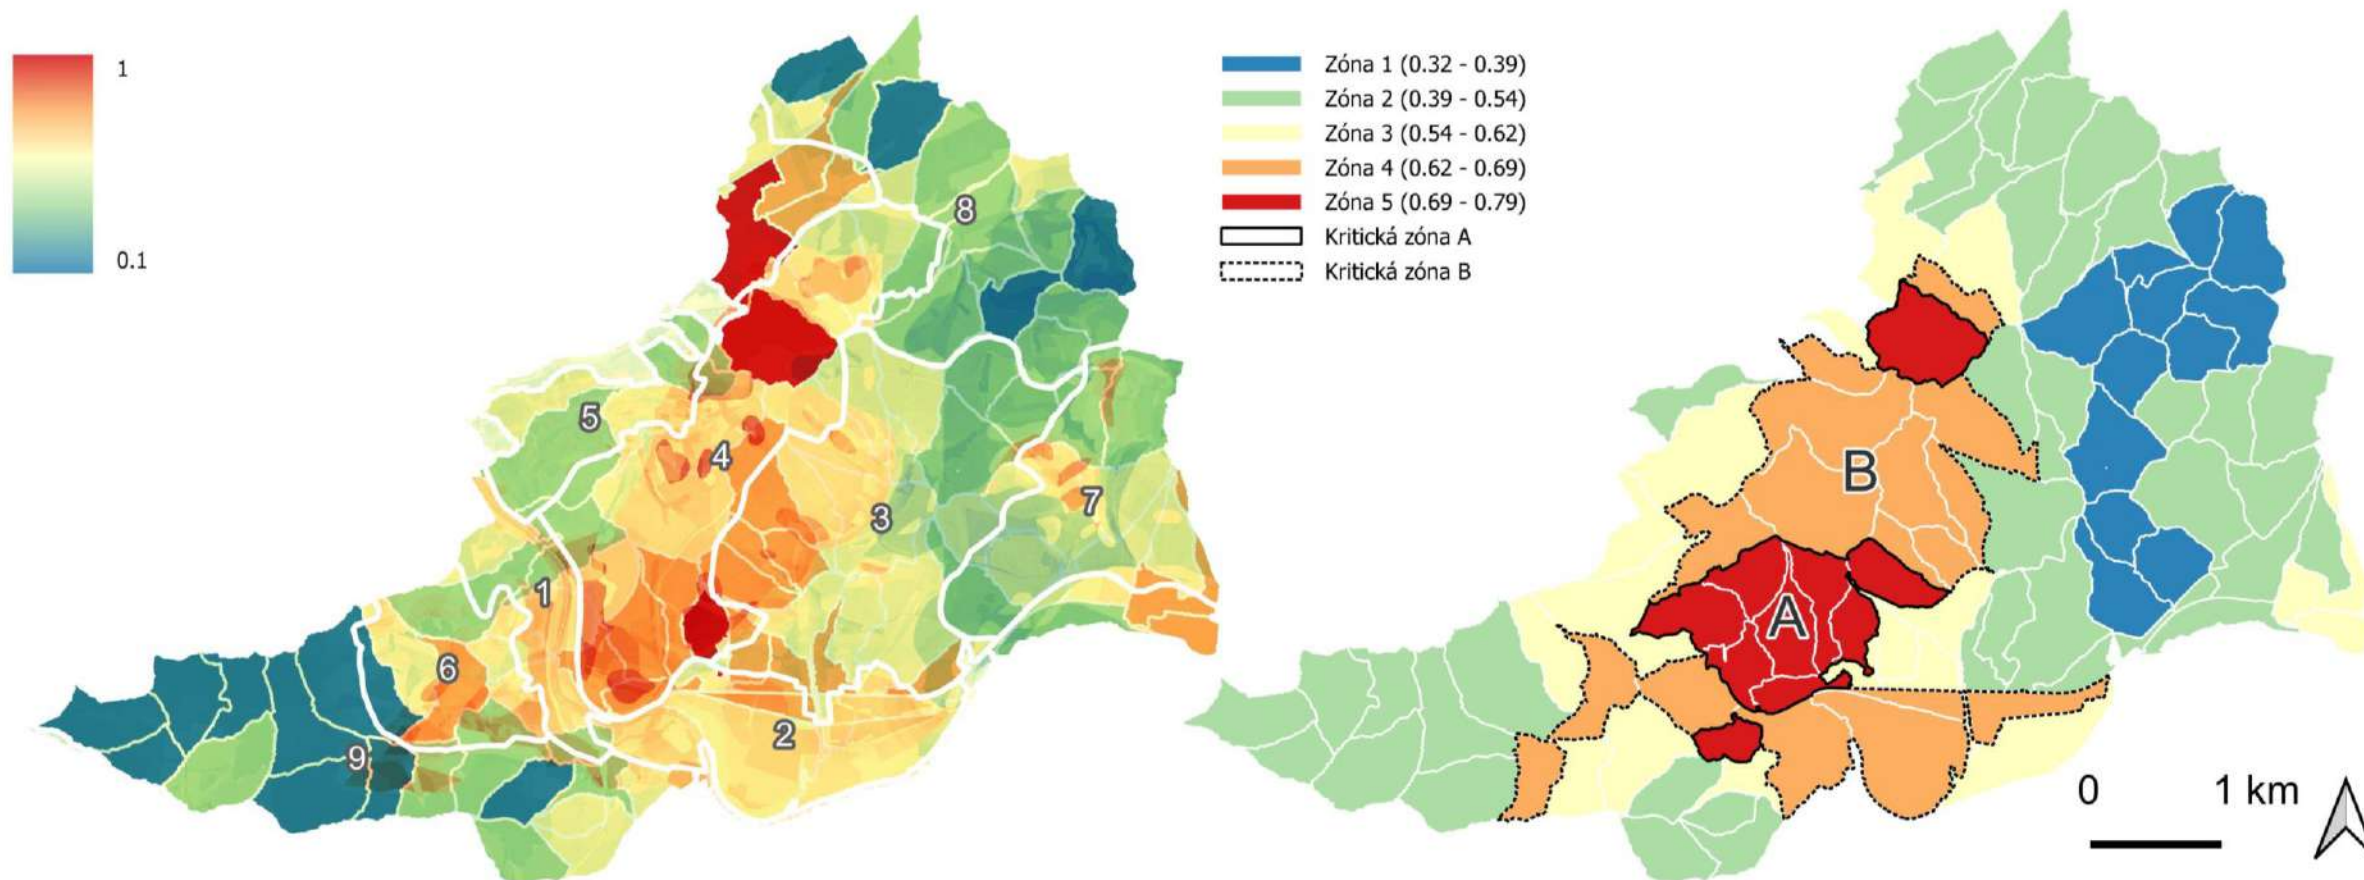 1
0.1
8
5
4
3
7
1
6
2
9
Zóna 1 (0.32 - 0.39)
Zóna 2 (0.39 - 0.54)
Zóna 3 (0.54 - 0.62)
Zóna 4 (0.62 - 0.69)
Zóna 5 (0.69 - 0.79)
Kritická zóna A
Kritická zóna B
B
A
0 1 km